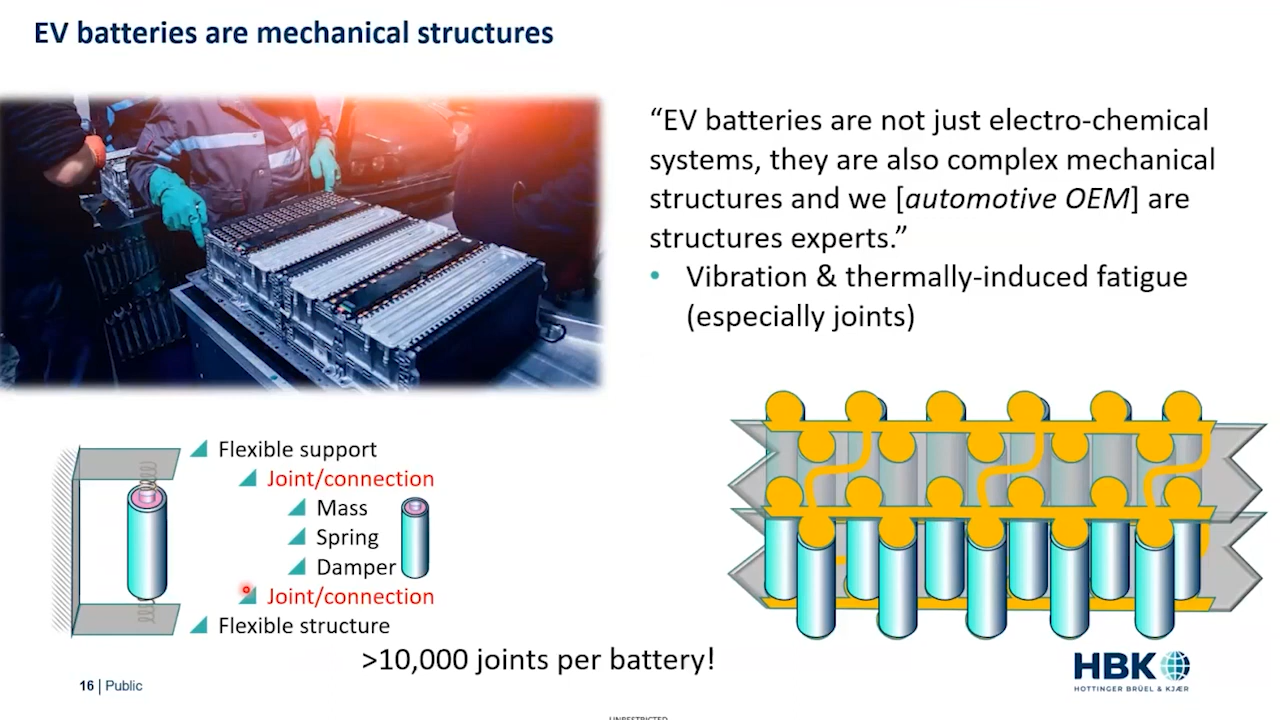 EV batteries are mechanical structures
“EV batteries are not just electro-chemical
systems, they are also complex mechanical
structures and we [automotive OEM] are
structures experts.”
• Vibration & thermally-induced fatigue
(especially joints)
Flexible support
Joint/connection
Mass
Spring
Damper
Joint/connection
Flexible structure
>10,000 joints per battery!
HBK
HOTTINGER BRÜEL & KJÆR
16 | Public
UNRESTRICTED